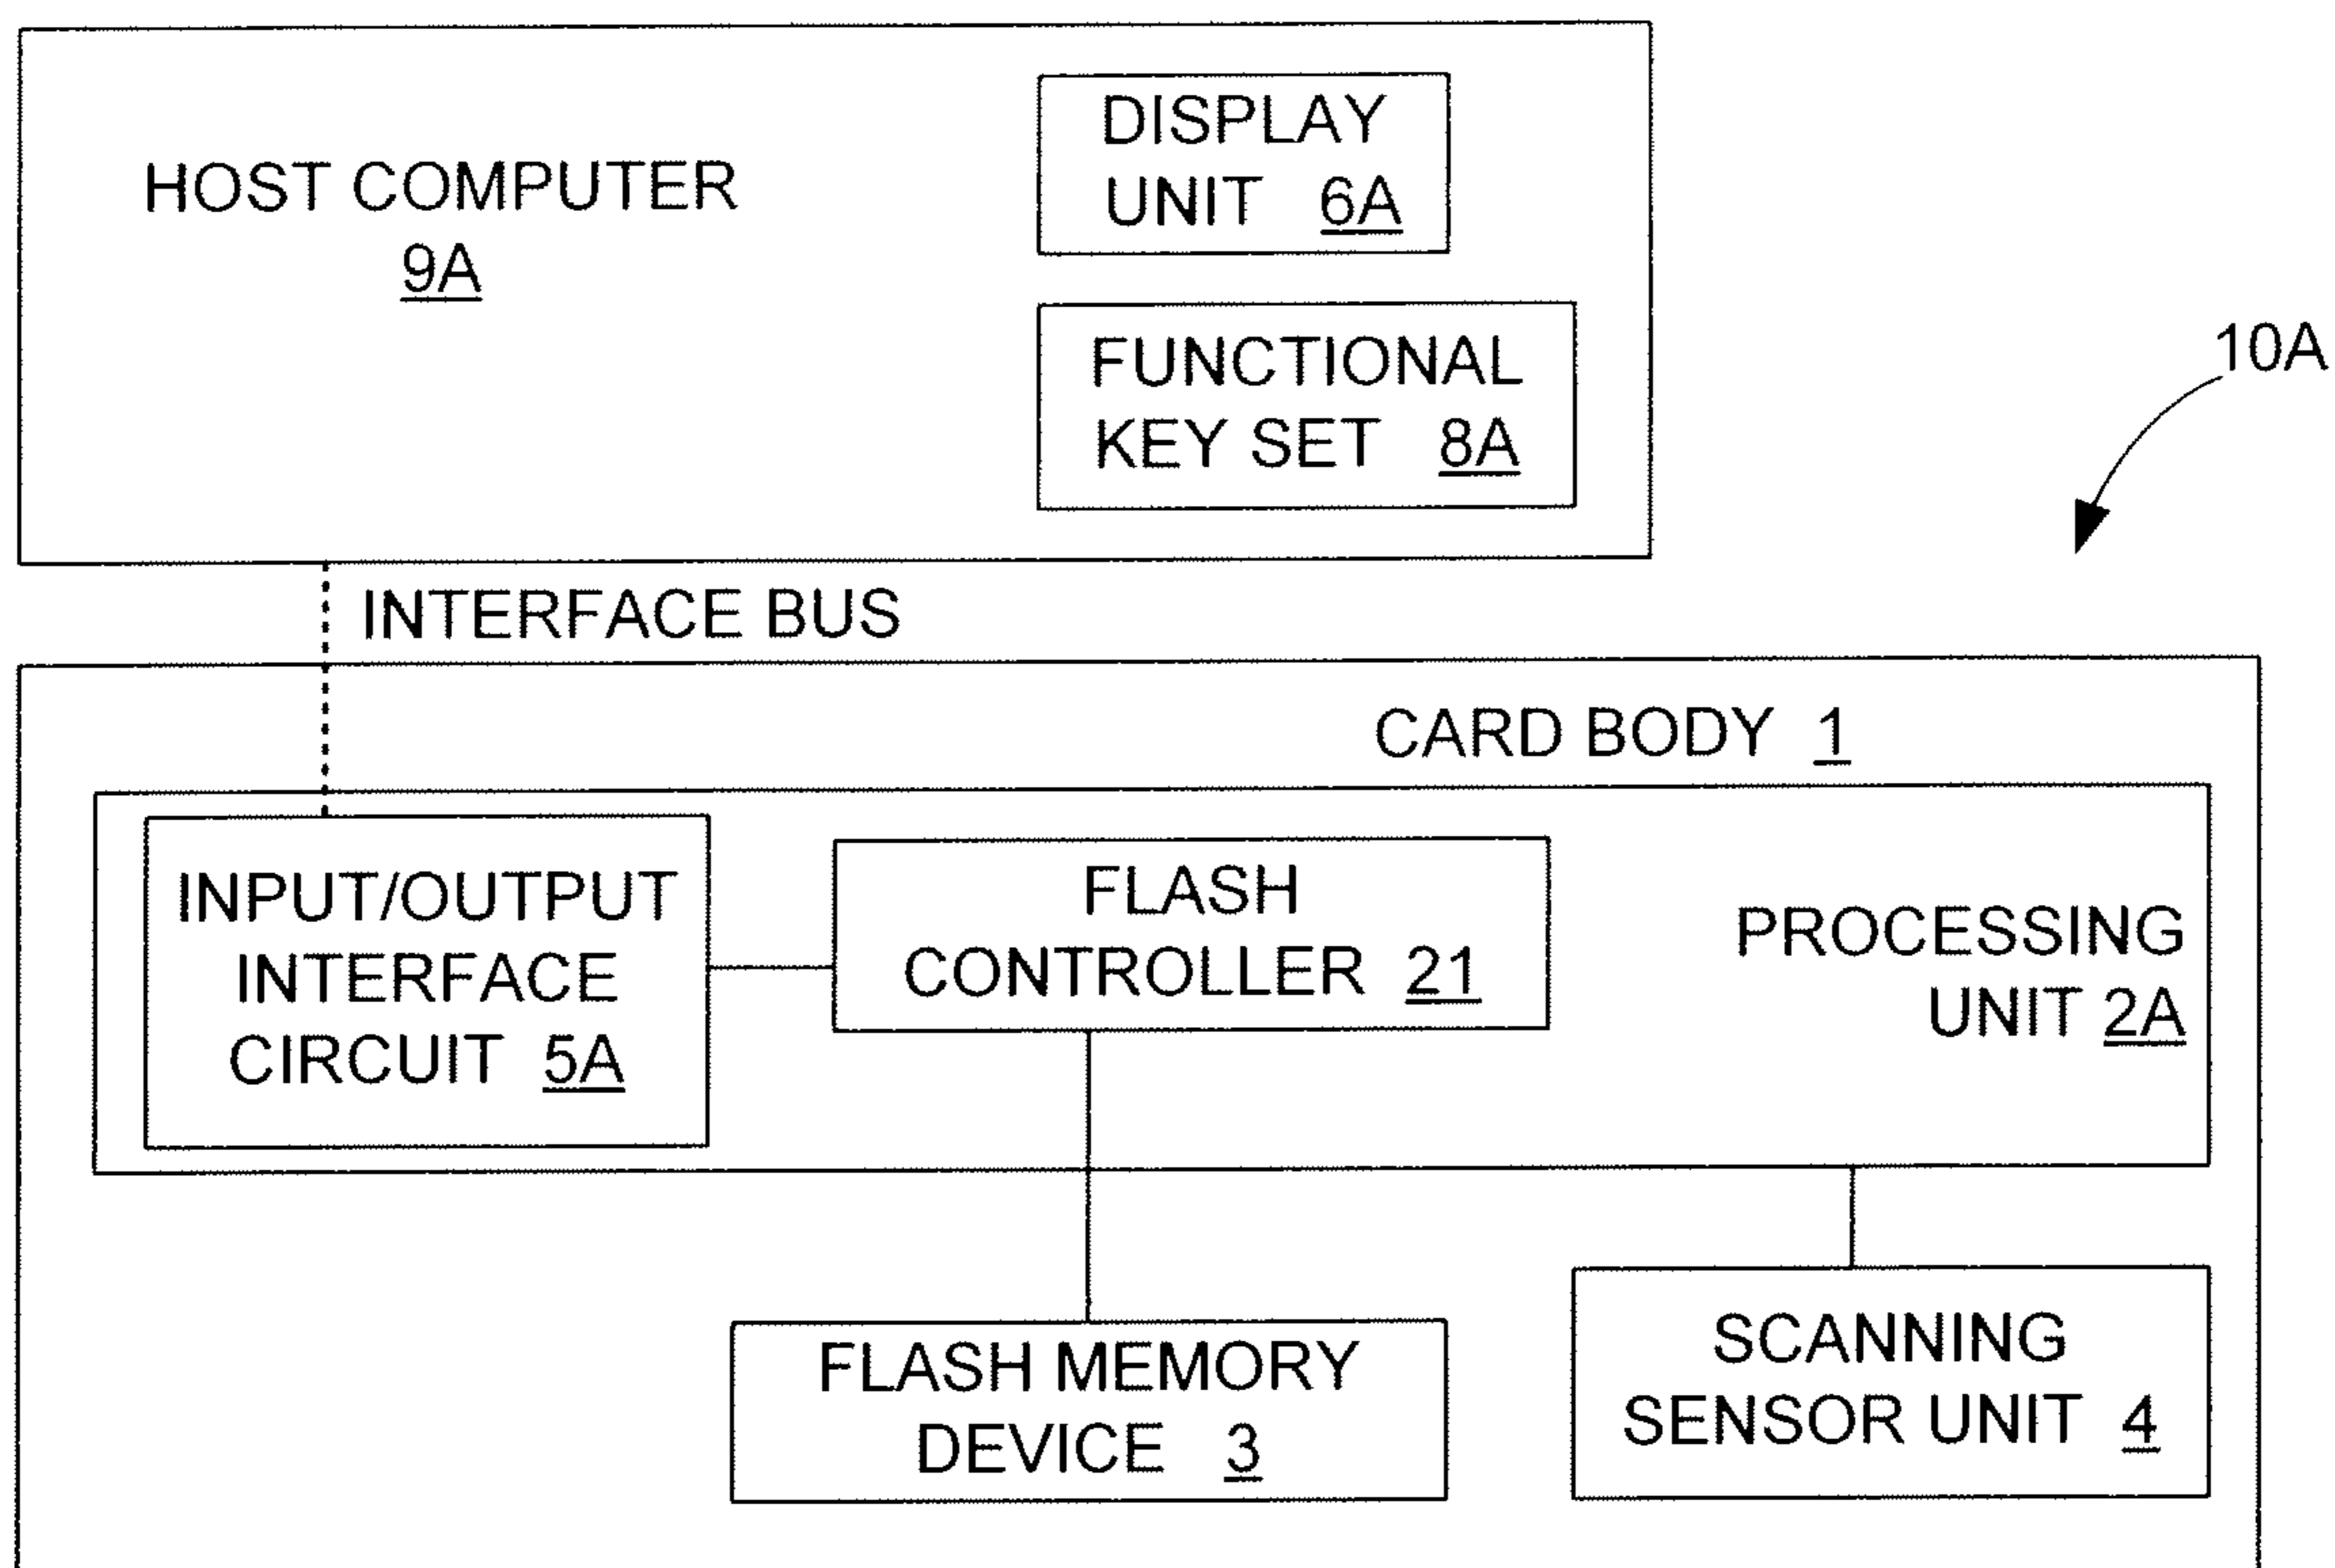 DISPLAY
UNIT 6A
HOST COMPUTER
9A
FUNCTIONAL
KEY SET 8A
10A
INTERFACE BUS
CARD BODY 1
INPUT/OUTPUT
INTERFACE
CIRCUIT 5A
FLASH
CONTROLLER 21
PROCESSING
UNIT 2A
FLASH MEMORY
DEVICE 3
SCANNING
SENSOR UNIT 4